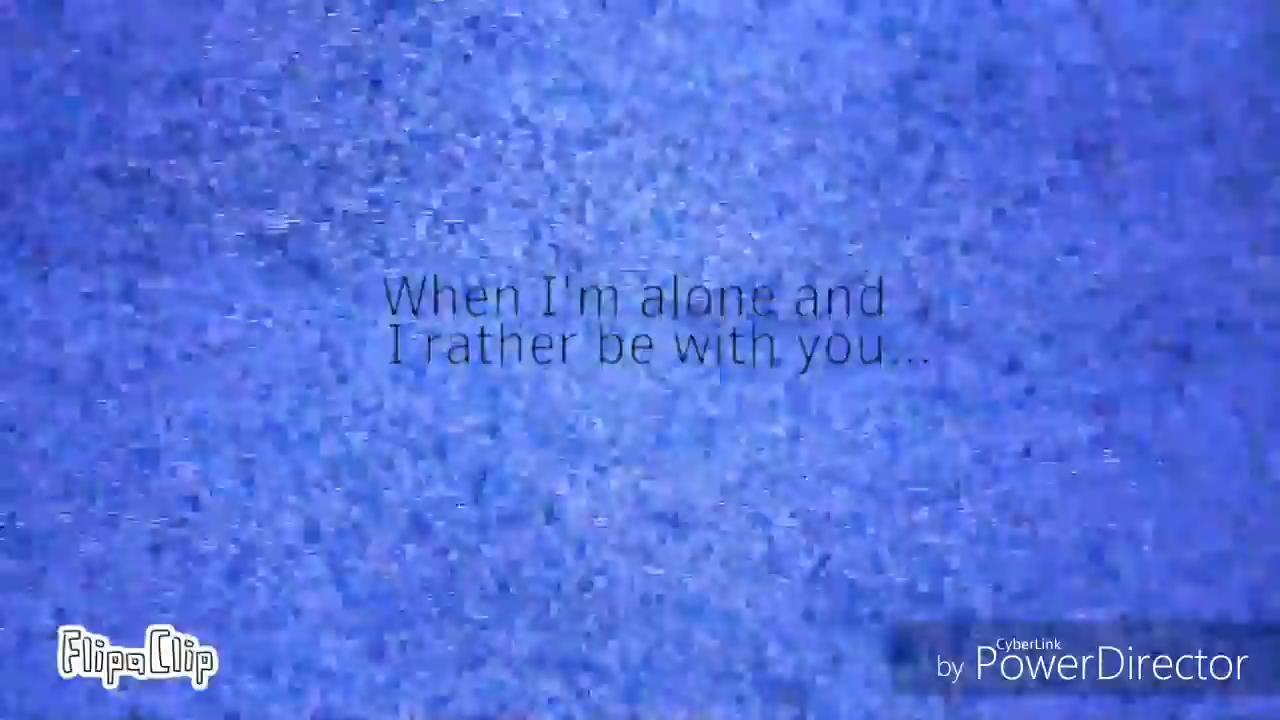 When I'm alone and
I rather be with you...
FlipaClip
CyberLink
by PowerDirector